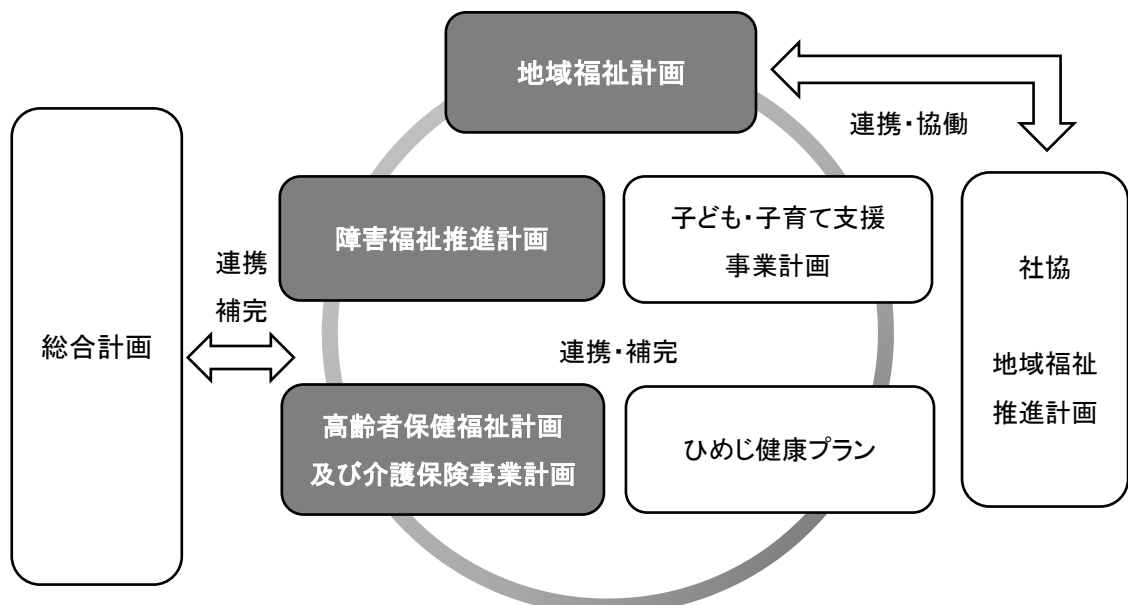 地域福祉計画
連携・協働
障害福祉推進計画
子ども・子育て支援
事業計画
連携
補完
総合計画
社協
地域福祉
推進計画
連携・補完
高齢者保健福祉計画
及び介護保険事業計画
ひめじ健康プラン